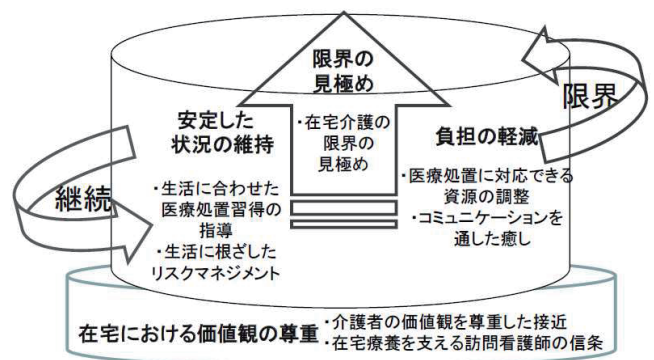 限界の
見極め
・在宅介護の
限界の
見極め
限界
安定した
状況の維持
・生活に合わせた
医療処置習得の
指導
・生活に根ざした
リスクマネジメント
継続
負担の軽減
・医療処置に対応できる
資源の調整
・コミュニケーションを
通した癒し
在宅における価値観の尊重
・介護者の価値観を尊重した接近
・在宅療養を支える訪問看護師の信条